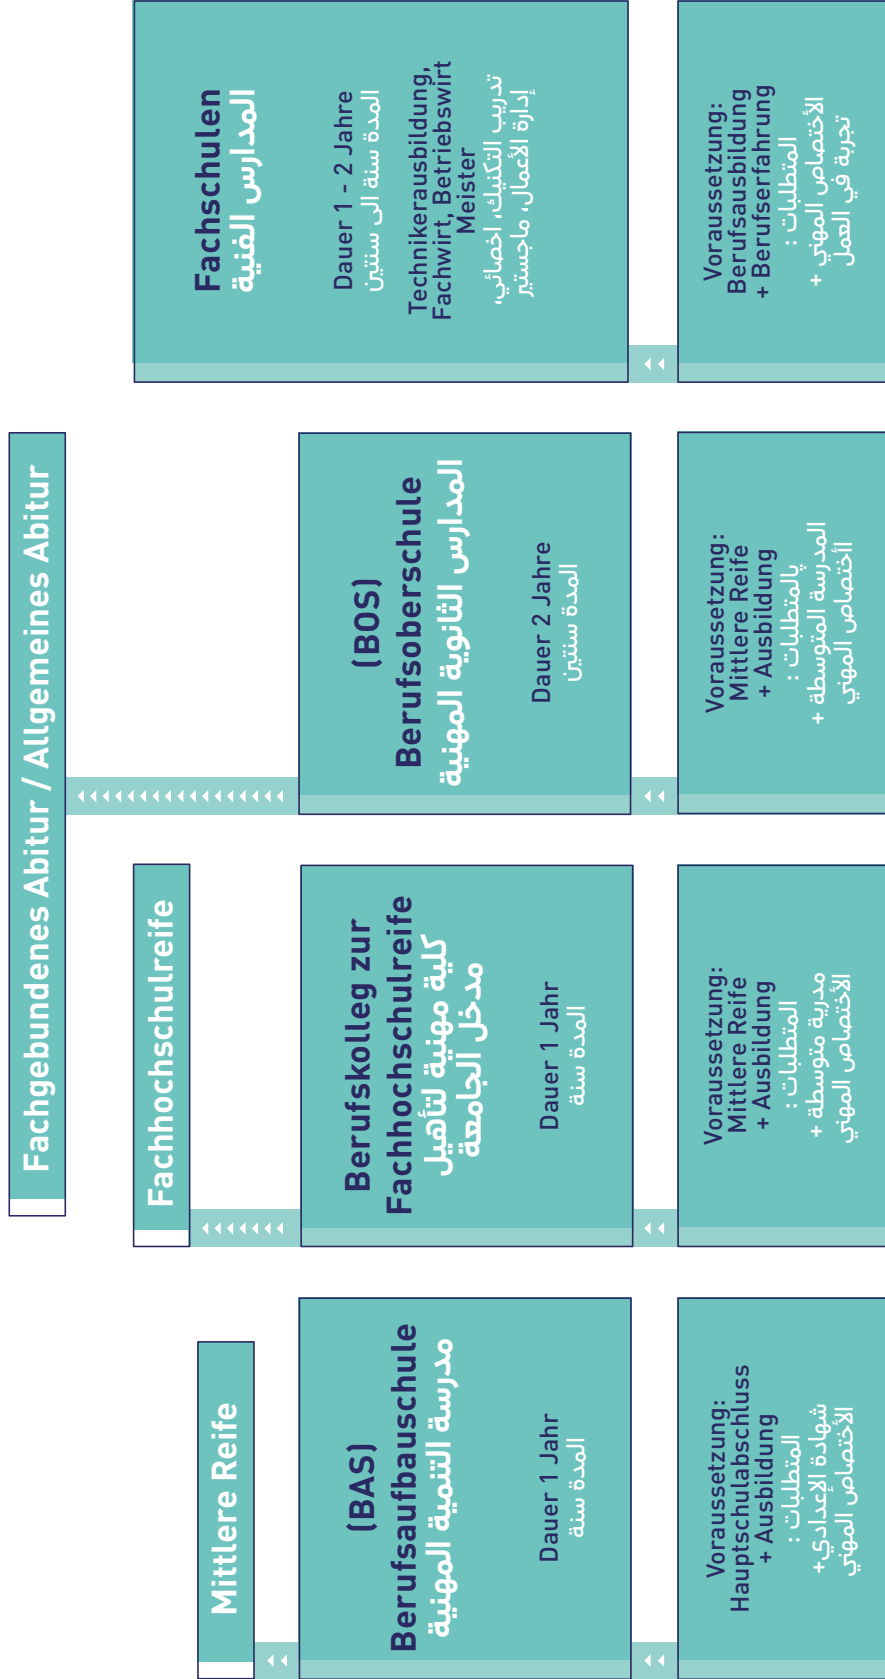 Fachgebundenes Abitur / Allgemeines Abitur
Mittlere Reife
(BAS)
Berufsaufbauschule
مدرسة التنمية المهنية
Dauer 1 Jahr
المدة سنة
Voraussetzung:
Hauptschulabschluss
+ Ausbildung
المتطلبات :
شهادة الإعدادي+
الأختصاص المهني
Fachhochschulreife
Berufskolleg zur
Fachhochschulreife
كلية مهنية لتأهيل
مدخل الجامعة
Dauer 1 Jahr
المدة سنة
Voraussetzung:
Mittlere Reife
+ Ausbildung
المتطلبات :
مدرية متوسطة +
الأختصاص المهني
(BOS)
Berufsoberschule
المدارس الثانوية المهنية
Dauer 2 Jahre
المدة سنتين
Voraussetzung:
Mittlere Reife
+ Ausbildung
پالمتطلبات :
المدرسة المتوسطة +
اأختصاص المهني
Fachschulen
المدارس الفنية
Dauer 1 - 2 Jahre
المدة سنة الى سنتين
Technikerausbildung,
Fachwirt, Betriebswirt
Meister
تدريب التكنيك، اخصائي،
إدارة الأعمال، ماجستير
Voraussetzung:
Berufsausbildung
+ Berufserfahrung
المتطلبات :
الأختصاص المهني +
تجربة في العمل